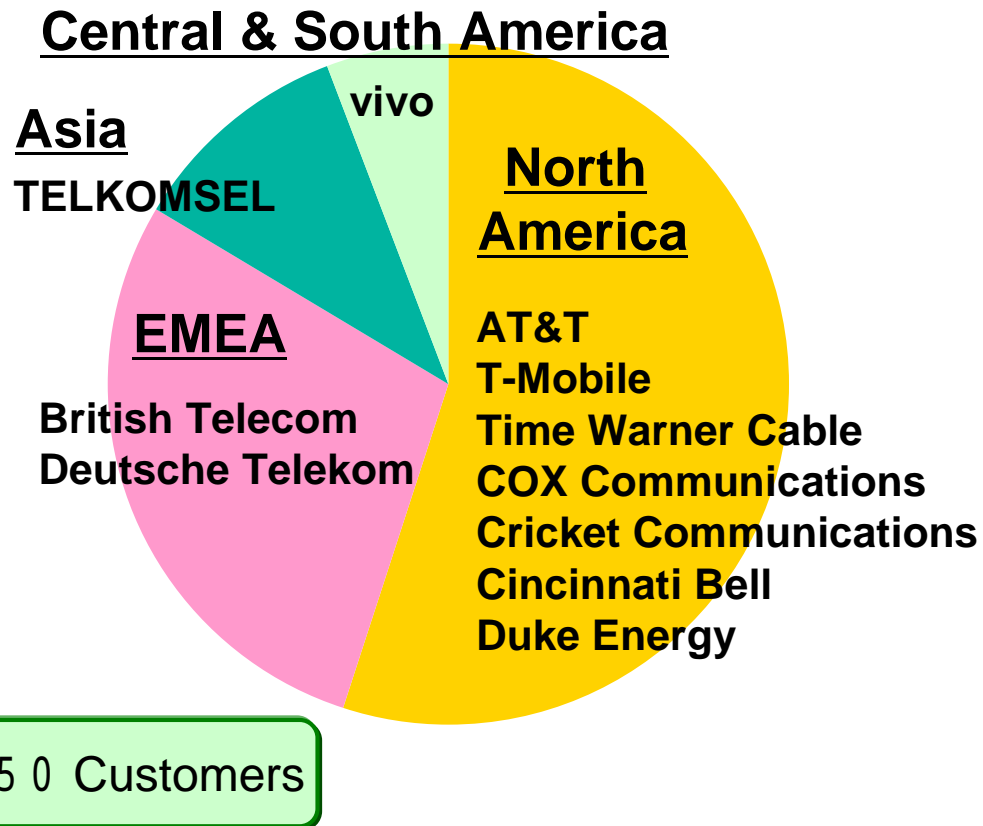 Central & South America
vivo
Asia
TELKOMSEL
North
America
EMEA
British Telecom
Deutsche Telekom
AT&T
T-Mobile
Time Warner Cable
COX Communications
Cricket Communications
Cincinnati Bell
Duke Energy
５０ Customers